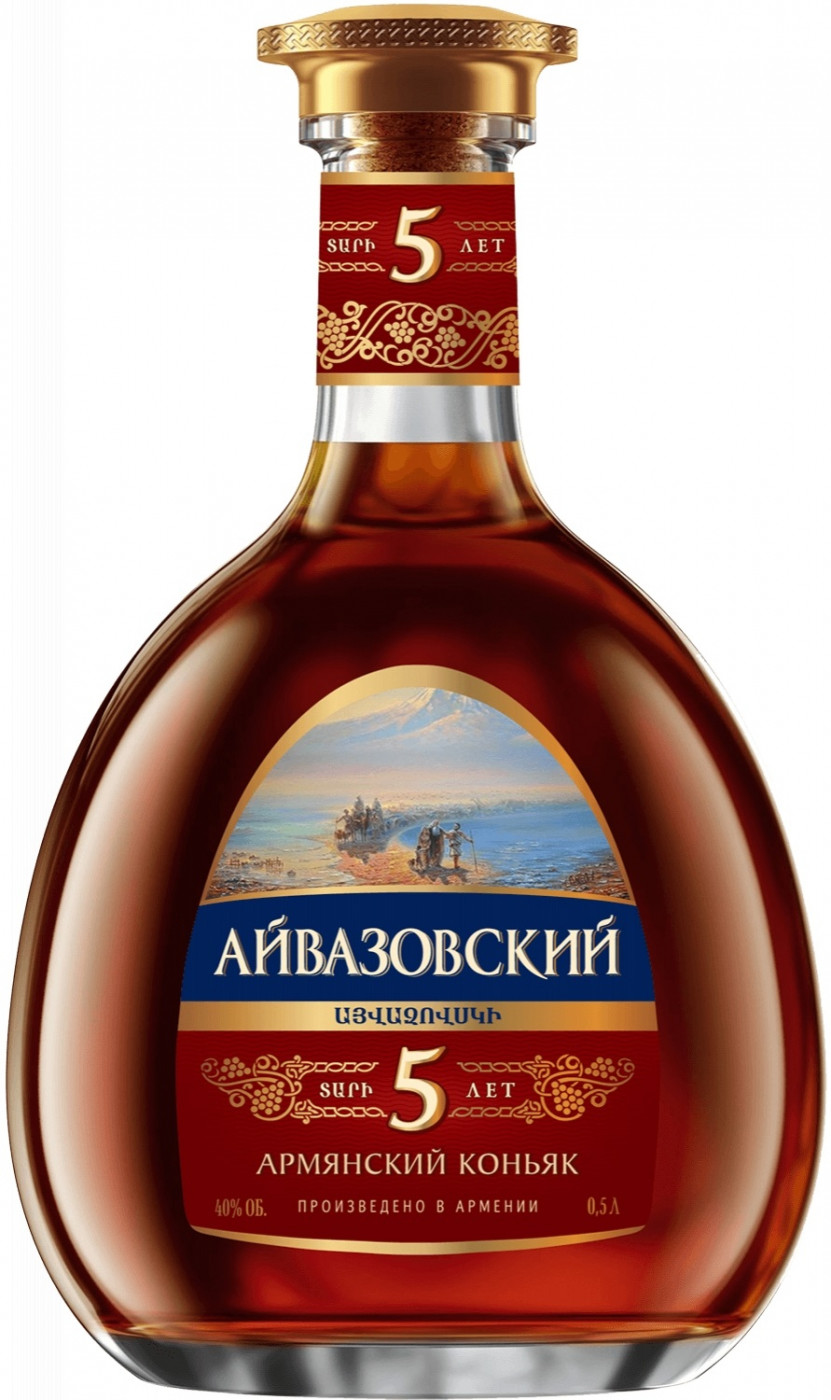 ՏԱՐԻ 5 ЛЕТ
АЙВАЗОВСКИЙ
ԱՅՎԱԶՈՎՍԿԻ
ՏԱՐԻ 5 ЛЕТ
АРМЯНСКИЙ КОНЬЯК
40% ОБ. ПРОИЗВЕДЕНО В АРМЕНИИ 0,5 Л